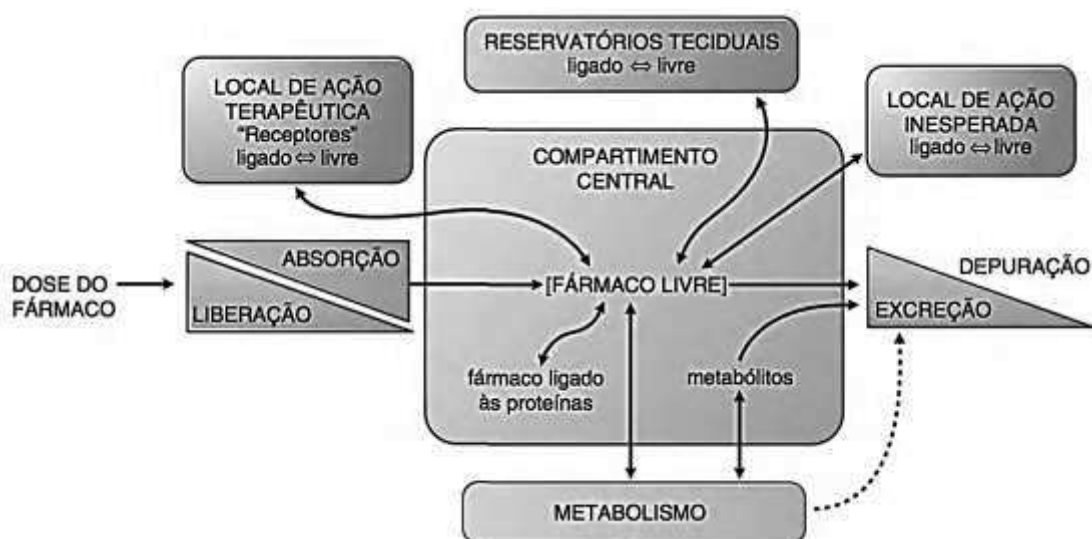 RESERVATÓRIOS TECIDUAIS
ligado ⇔ livre
LOCAL DE AÇÃO
TERAPÊUTICA
"Receptores"
ligado ⇔ livre
LOCAL DE AÇÃO
INESPERADA
ligado ⇔ livre
COMPARTIMENTO
CENTRAL
DOSE DO
FÁRMACO
ABSORÇÃO
LIBERAÇÃO
[FÁRMACO LIVRE]
DEPURAÇÃO
EXCREÇÃO
fármaco ligado
às proteínas
metabólitos
METABOLISMO